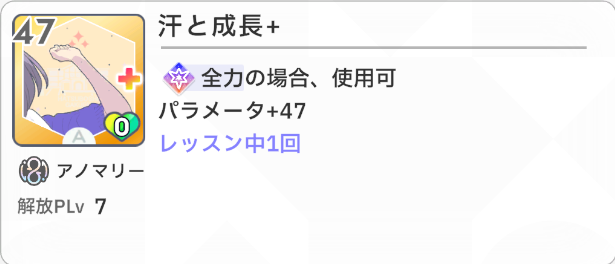 47
汗と成長+
全力の場合、使用可
パラメータ+47
レッスン中1回
0
A
アノマリー
解放PLv 7